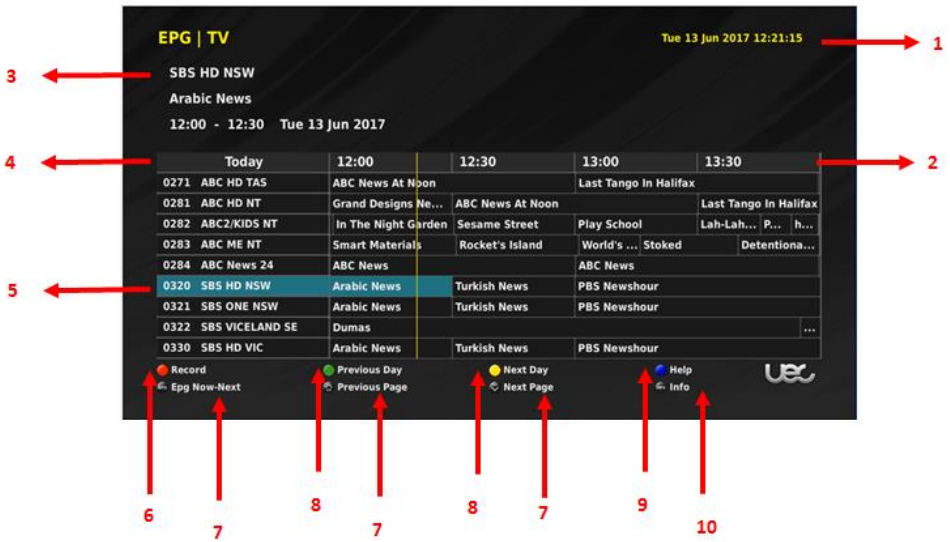 EPG | TV
Tue 13 Jun 2017 12:21:15
1
3
SBS HD NSW
Arabic News
12:00 - 12:30 Tue 13 Jun 2017
4
Today 12:00 12:30 13:00 13:30
2
0271 ABC HD TAS ABC News At Noon Last Tango In Halifax
0281 ABC HD NT Grand Designs Ne... ABC News At Noon Last Tango In Halifax
0282 ABC2/KIDS NT In The Night Garden Sesame Street Play School Lah-Lah... P... h...
0283 ABC ME NT Smart Materials Rocket's Island World's ... Stoked Detentiona...
0284 ABC News 24 ABC News ABC News
5
0320 SBS HD NSW Arabic News Turkish News PBS Newshour
0321 SBS ONE NSW Arabic News Turkish News PBS Newshour
0322 SBS VICELAND SE Dumas ...
0330 SBS HD VIC Arabic News Turkish News PBS Newshour
Record Previous Day Next Day Help
Epg Now-Next Previous Page Next Page Info
UEC
6 7 8 7 8 7 9 10